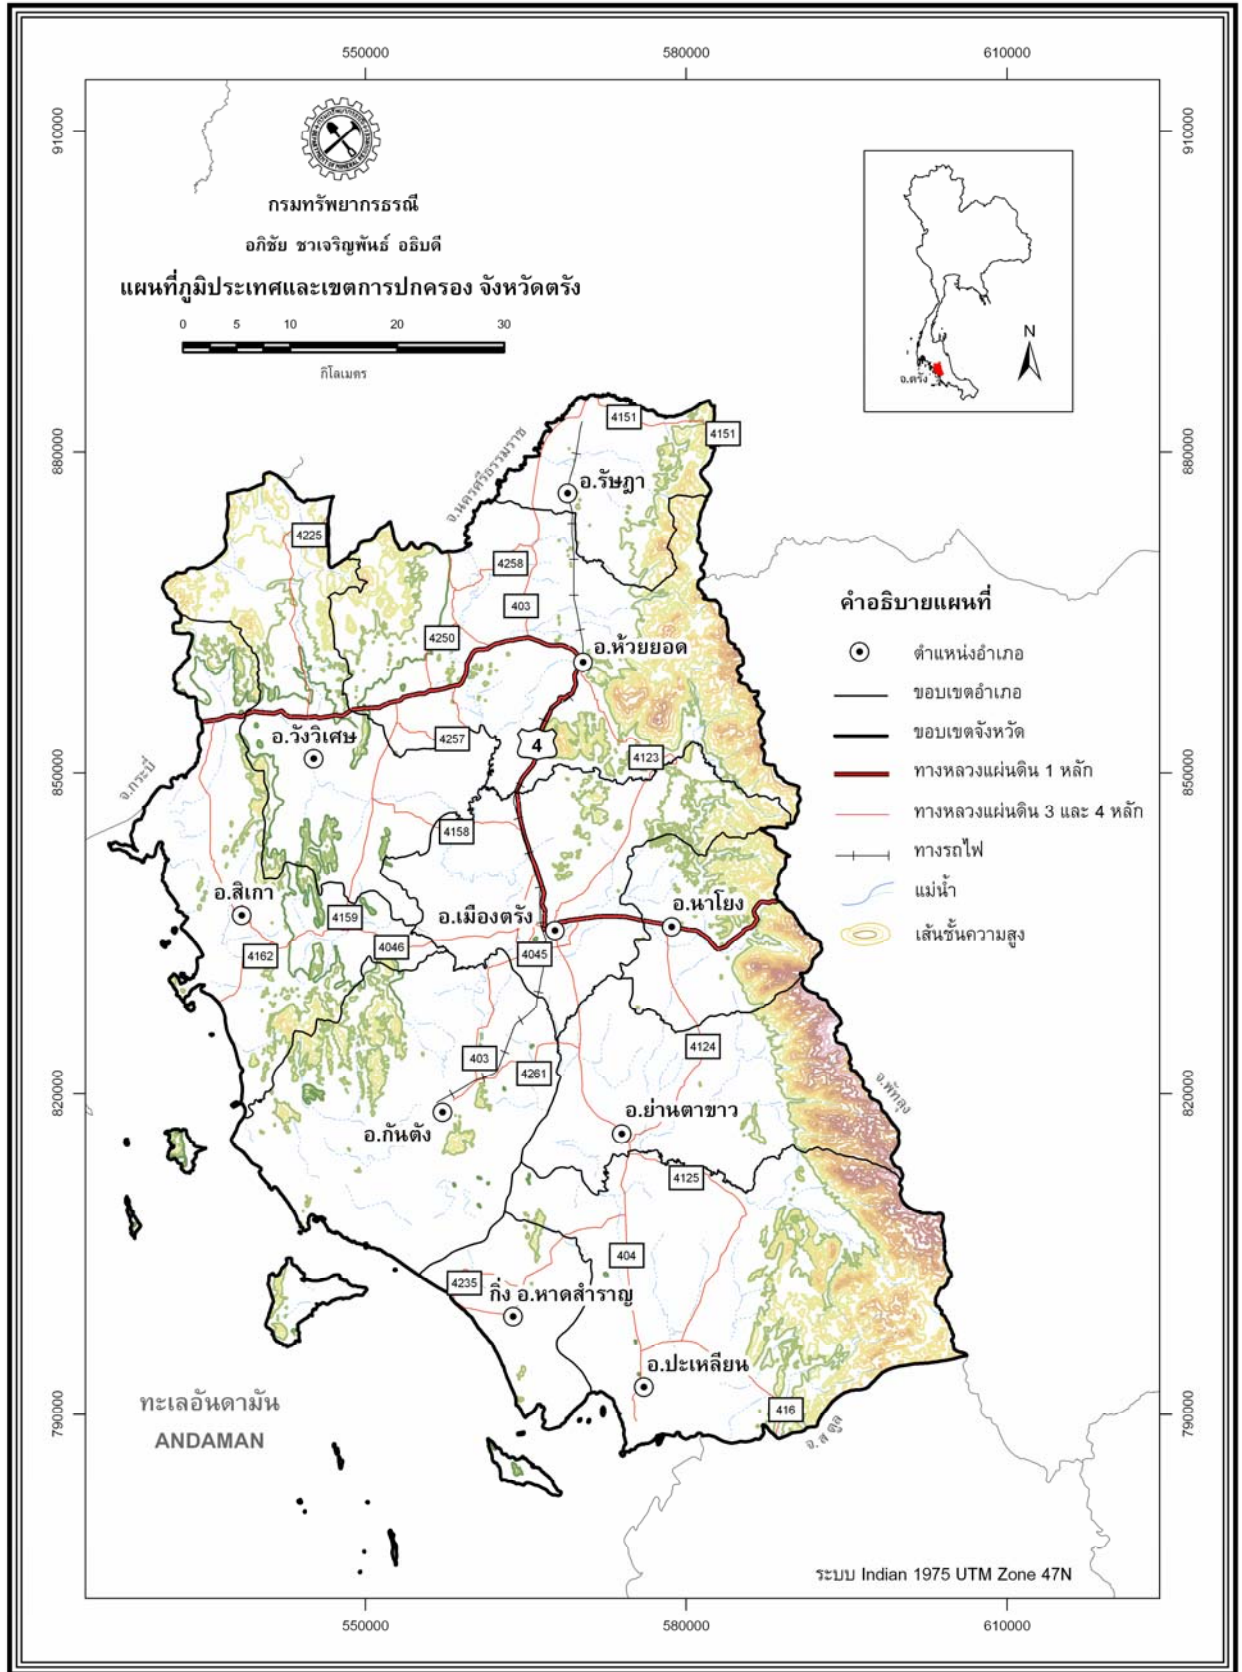 550000
580000
610000
910000
910000
DEPARTMENT OF MINERAL RESOURCES
กรมทรัพยากรธรณี
อภิชัย ชวเจริญพันธ์ อธิบดี
แผนที่ภูมิประเทศและเขตการปกครอง จังหวัดตรัง
0 5 10 20 30
กิโลเมตร
N
จ.ตรัง
4151
4151
880000
880000
จ.นครศรีธรรมราช
อ.รัษฎา
4225
4258
403
4250
อ.ห้วยยอด
คำอธิบายแผนที่
ตำแหน่งอำเภอ
ขอบเขตอำเภอ
ขอบเขตจังหวัด
ทางหลวงแผ่นดิน 1 หลัก
ทางหลวงแผ่นดิน 3 และ 4 หลัก
ทางรถไฟ
แม่น้ำ
เส้นชั้นความสูง
อ.วังวิเศษ
4257
4
4123
850000
850000
จ.กระบี่
4158
อ.สิเกา
4159
อ.เมืองตรัง
อ.นาโยง
4162
4046
4045
403
4261
4124
820000
820000
จ.พัทลุง
อ.กันตัง
อ.ย่านตาขาว
4125
404
4235
กิ่ง อ.หาดสำราญ
อ.ปะเหลียน
416
จ.สตูล
790000
790000
ทะเลอันดามัน
ANDAMAN
ระบบ Indian 1975 UTM Zone 47N
550000
580000
610000